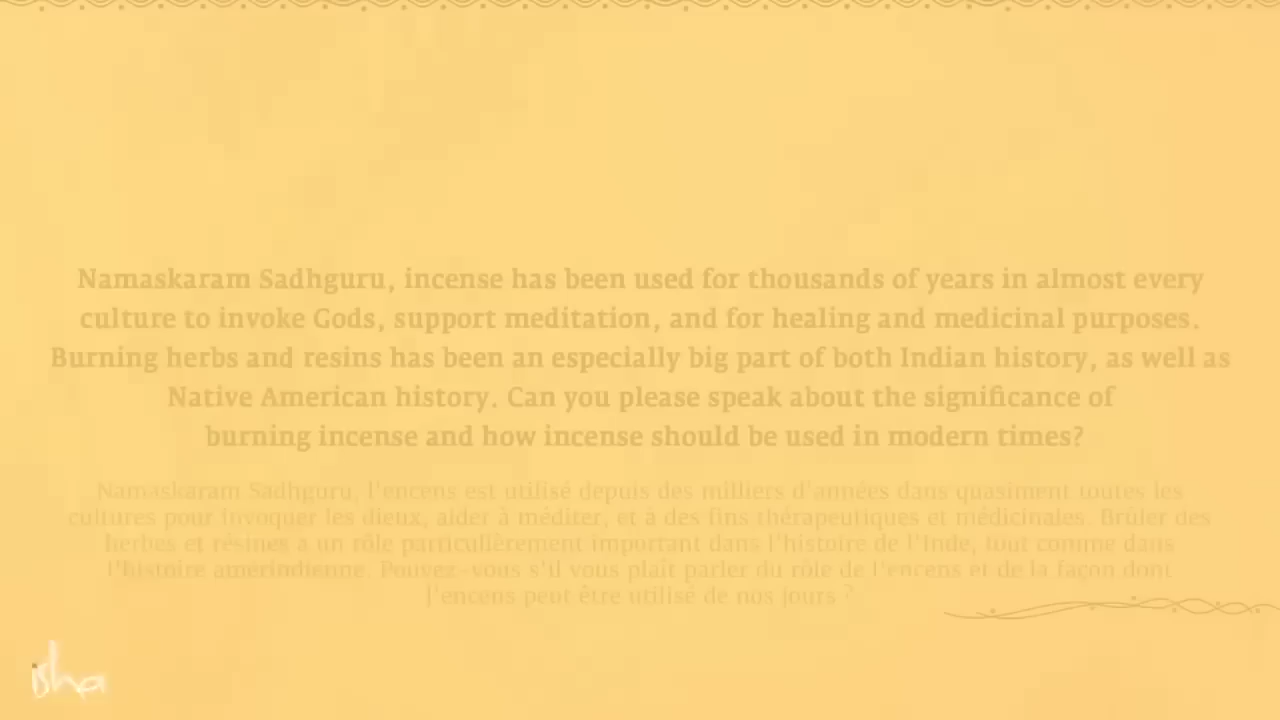 Namaskaram Sadhguru, incense has been used for thousands of years in almost every
culture to invoke Gods, support meditation, and for healing and medicinal purposes.
Burning herbs and resins has been an especially big part of both Indian history, as well as
Native American history. Can you please speak about the significance of
burning incense and how incense should be used in modern times?
Namaskaram Sadhguru, l'encens est utilisé depuis des milliers d'années dans quasiment toutes les
cultures pour invoquer les dieux, aider à méditer, et à des fins thérapeutiques et médicinales. Brûler des
herbes et résines a un rôle particulièrement important dans l'histoire de l'Inde, tout comme dans
l'histoire amérindienne. Pouvez-vous s'il vous plaît parler du rôle de l'encens et de la façon dont
l'encens peut être utilisé de nos jours ?
isha